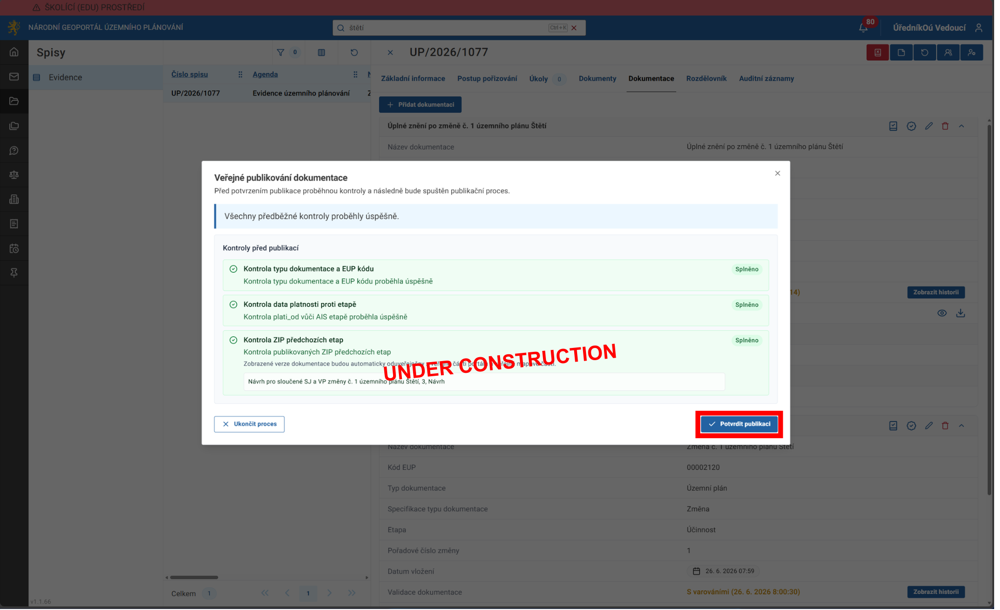 ŠKOLÍCÍ (EDU) PROSTŘEDÍ
NÁRODNÍ GEOPORTÁL ÚZEMNÍHO PLÁNOVÁNÍ
štětí
Ctrl+K
80
ÚředníkOú Vedoucí
Spisy
0
UP/2026/1077
Evidence
Číslo spisu
Agenda
UP/2026/1077
Evidence územního plánování
Základní informace
Postup pořizování
Úkoly 0
Dokumenty
Dokumentace
Rozdělovník
Auditní záznamy
Přidat dokumentaci
Úplné znění po změně č. 1 územního plánu Štětí
Název dokumentace
Úplné znění po změně č. 1 územního plánu Štětí
Veřejné publikování dokumentace
Před potvrzením publikace proběhnou kontroly a následně bude spuštěn publikační proces.
Všechny předběžné kontroly proběhly úspěšně.
Kontroly před publikací
Kontrola typu dokumentace a EUP kódu
Splněno
Kontrola typu dokumentace a EUP kódu proběhla úspěšně
14)
Zobrazit historii
Kontrola data platnosti proti etapě
Splněno
Kontrola plati_od vůči AIS etapě proběhla úspěšně
Kontrola ZIP předchozích etap
Splněno
Kontrola publikovaných ZIP předchozích etap
Zobrazené verze dokumentace budou automaticky oduveřejněny části
UNDER CONSTRUCTION
Návrh pro sloučené SJ a VP změny č. 1 územního plánu Štětí, 3, Návrh
Ukončit proces
Potvrdit publikaci
Název dokumentace
Změna č. 1 územního plánu Štětí
Kód EUP
00002120
Typ dokumentace
Územní plán
Specifikace typu dokumentace
Změna
Etapa
Účinnost
Pořadové číslo změny
1
Datum vložení
26. 6. 2026 07:59
Validace dokumentace
S varováními (26. 6. 2026 8:00:30)
Zobrazit historii
Celkem 1
1
v1.1.66